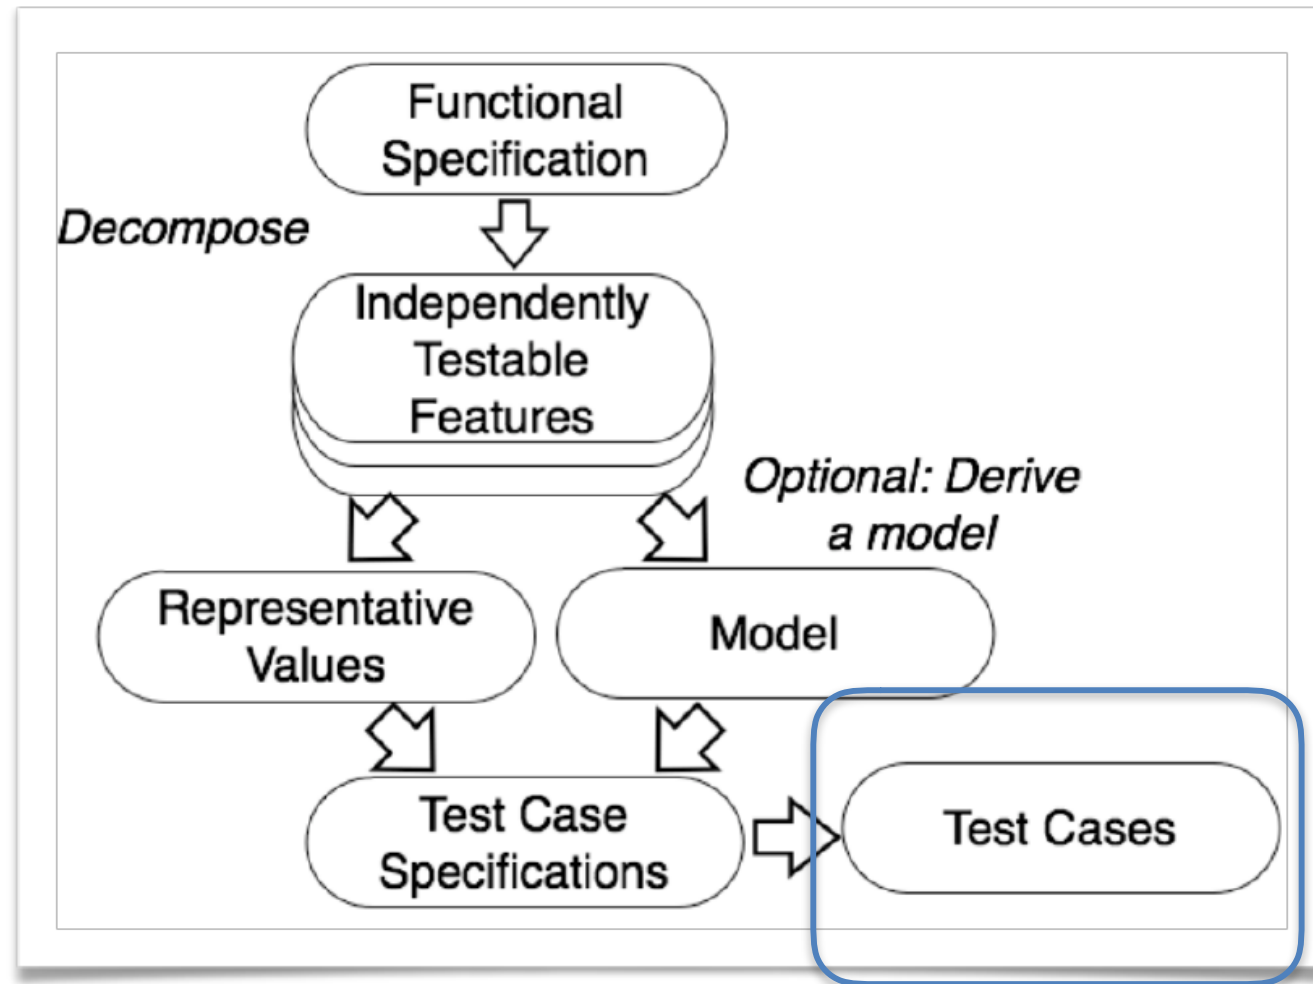 Functional
Specification
Decompose
Independently
Testable
Features
Optional: Derive
a model
Representative
Values
Model
Test Case
Specifications
Test Cases